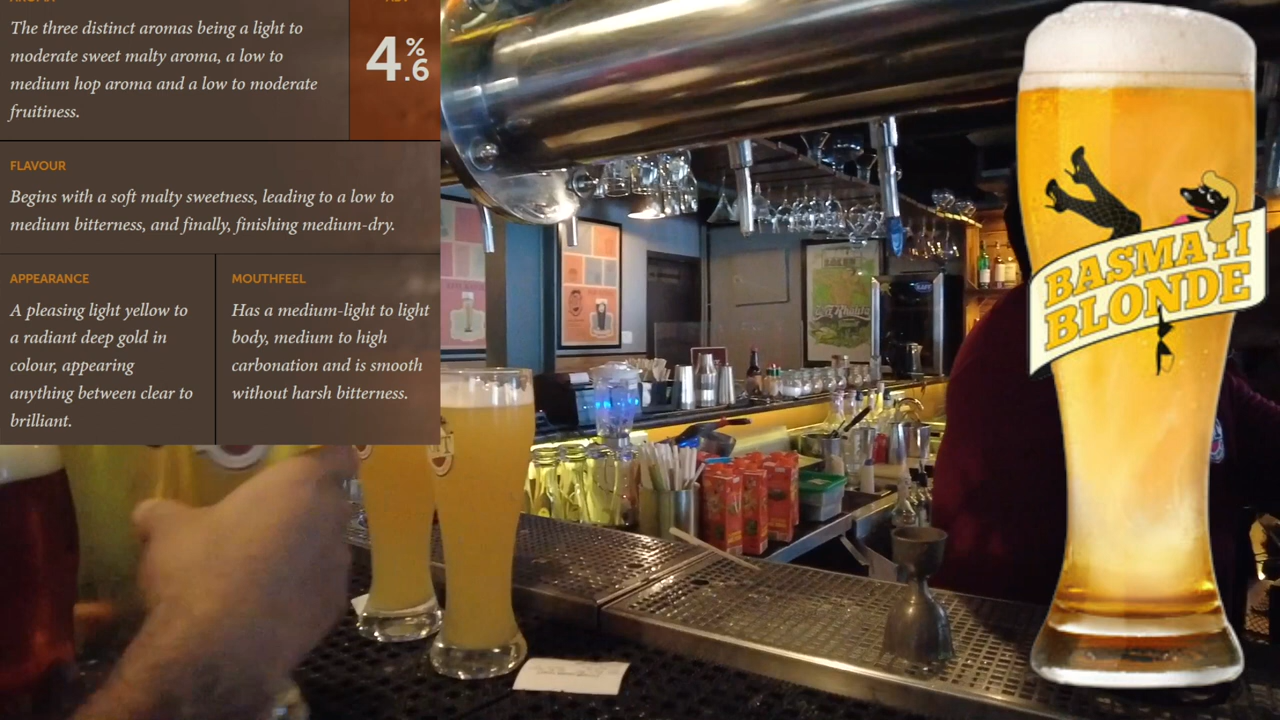 The three distinct aromas being a light to
moderate sweet malty aroma, a low to
medium hop aroma and a low to moderate
fruitiness.
4.6%
FLAVOUR
Begins with a soft malty sweetness, leading to a low to
medium bitterness, and finally, finishing medium-dry.
APPEARANCE
A pleasing light yellow to
a radiant deep gold in
colour, appearing
anything between clear to
brilliant.
MOUTHFEEL
Has a medium-light to light
body, medium to high
carbonation and is smooth
without harsh bitterness.
BASMATI
BLONDE